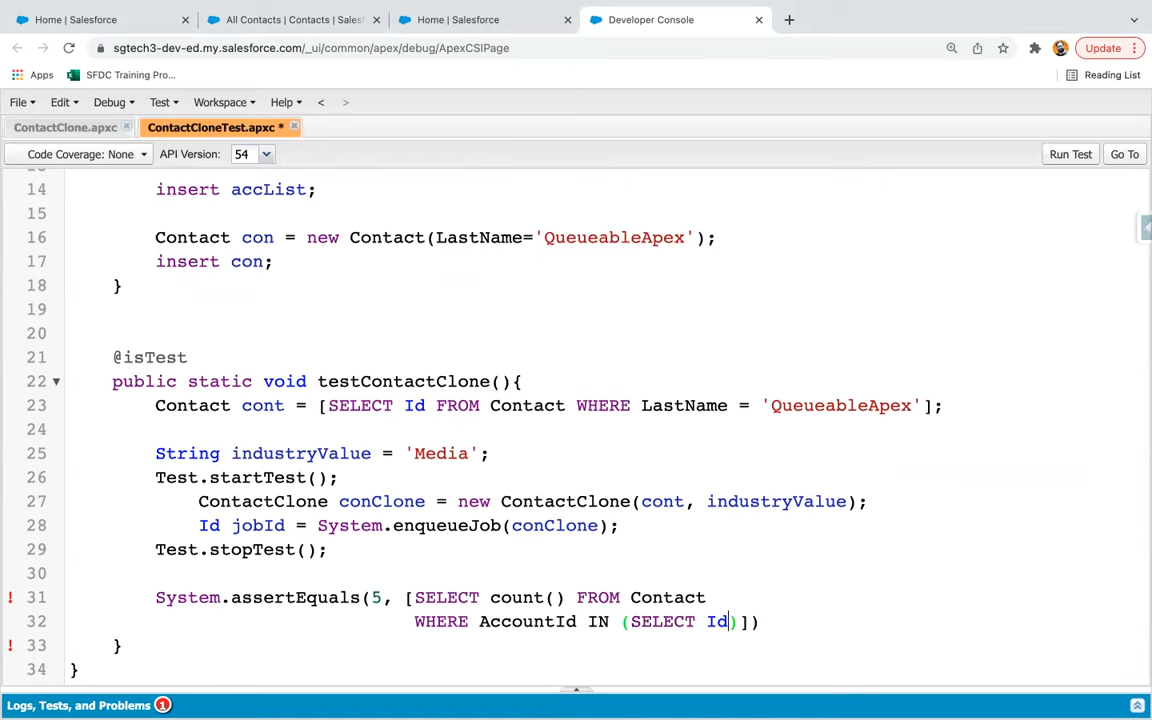 Home | Salesforce
All Contacts | Contacts | Sales
Home | Salesforce
Developer Console
sgtech3-dev-ed.my.salesforce.com/_ui/common/apex/debug/ApexCSIPage
Update
Apps
SFDC Training Pro...
Reading List
File
Edit
Debug
Test
Workspace
Help
<
>
ContactClone.apxc
ContactCloneTest.apxc *
Code Coverage: None
API Version:
54
Run Test
Go To
14 insert accList;
15
16 Contact con = new Contact(LastName='QueueableApex');
17 insert con;
18 }
19
20
21 @isTest
22 public static void testContactClone(){
23 Contact cont = [SELECT Id FROM Contact WHERE LastName = 'QueueableApex'];
24
25 String industryValue = 'Media';
26 Test.startTest();
27 ContactClone conClone = new ContactClone(cont, industryValue);
28 Id jobId = System.enqueueJob(conClone);
29 Test.stopTest();
30
! 31 System.assertEquals(5, [SELECT count() FROM Contact
32 WHERE AccountId IN (SELECT Id)])
! 33 }
34 }
Logs, Tests, and Problems 1